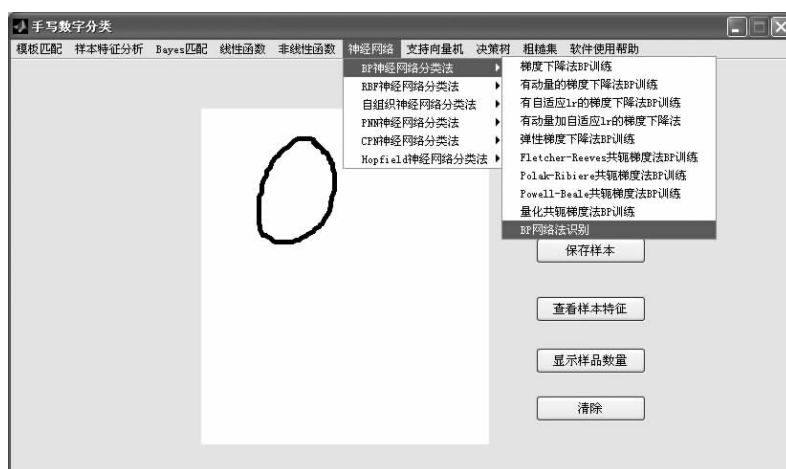 手写数字分类
模板匹配 样本特征分析 Bayes匹配 线性函数 非线性函数 神经网络 支持向量机 决策树 粗糙集 软件使用帮助
BP神经网络分类法
RBF神经网络分类法
自组织神经网络分类法
PNN神经网络分类法
CPN神经网络分类法
Hopfield神经网络分类法
梯度下降法BP训练
有动量的梯度下降法BP训练
有自适应lr的梯度下降法BP训练
有动量加自适应lr的梯度下降法
弹性梯度下降法BP训练
Fletcher-Reeves共轭梯度法BP训练
Polak-Ribiere共轭梯度法BP训练
Powell-Beale共轭梯度法BP训练
量化共轭梯度法BP训练
BP网络法识别
保存样本
查看样本特征
显示样品数量
清除